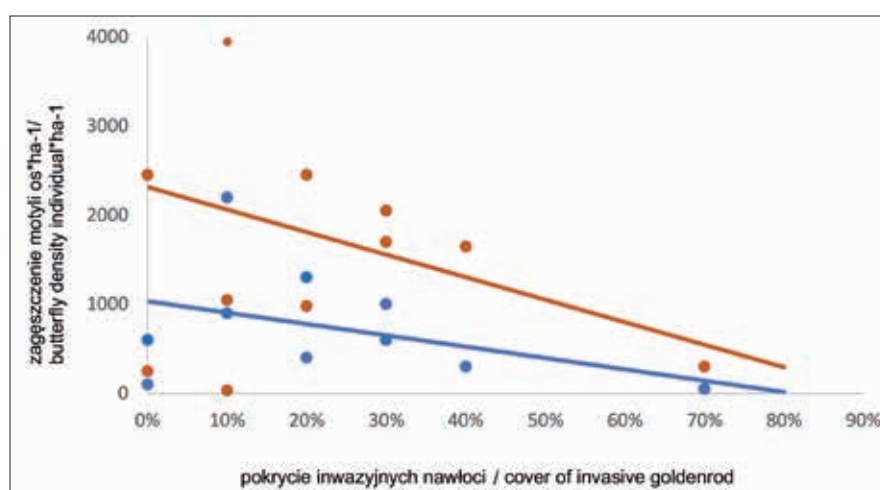 4000
3000
2000
1000
0
zagęszczenie motyli os*ha-1/
butterfly density individual*ha-1
0% 10% 20% 30% 40% 50% 60% 70% 80% 90%
pokrycie inwazyjnych nawłoci / cover of invasive goldenrod